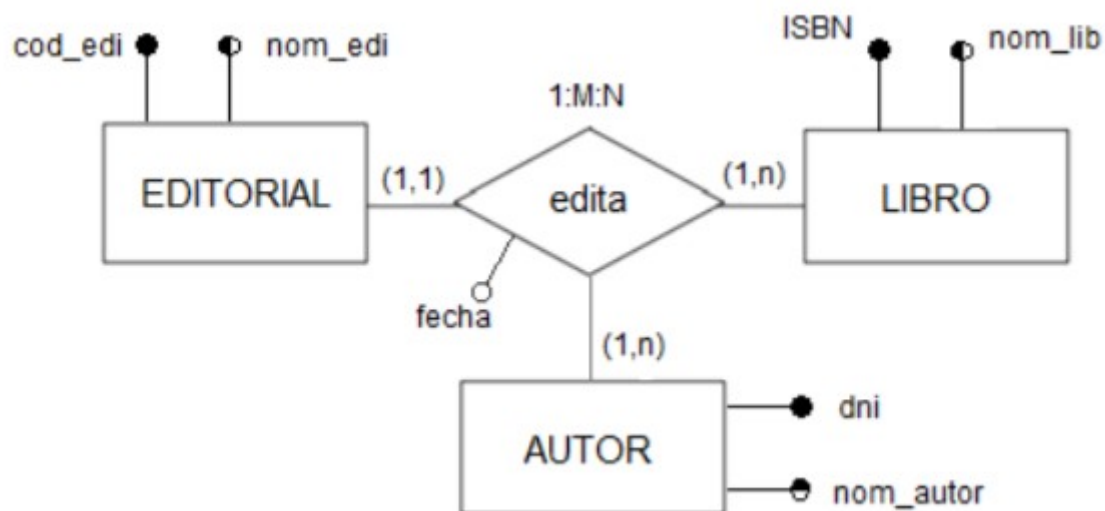 cod_edi
nom_edi
ISBN
nom_lib
1:M:N
EDITORIAL
(1,1)
edita
(1,n)
LIBRO
fecha
(1,n)
AUTOR
dni
nom_autor